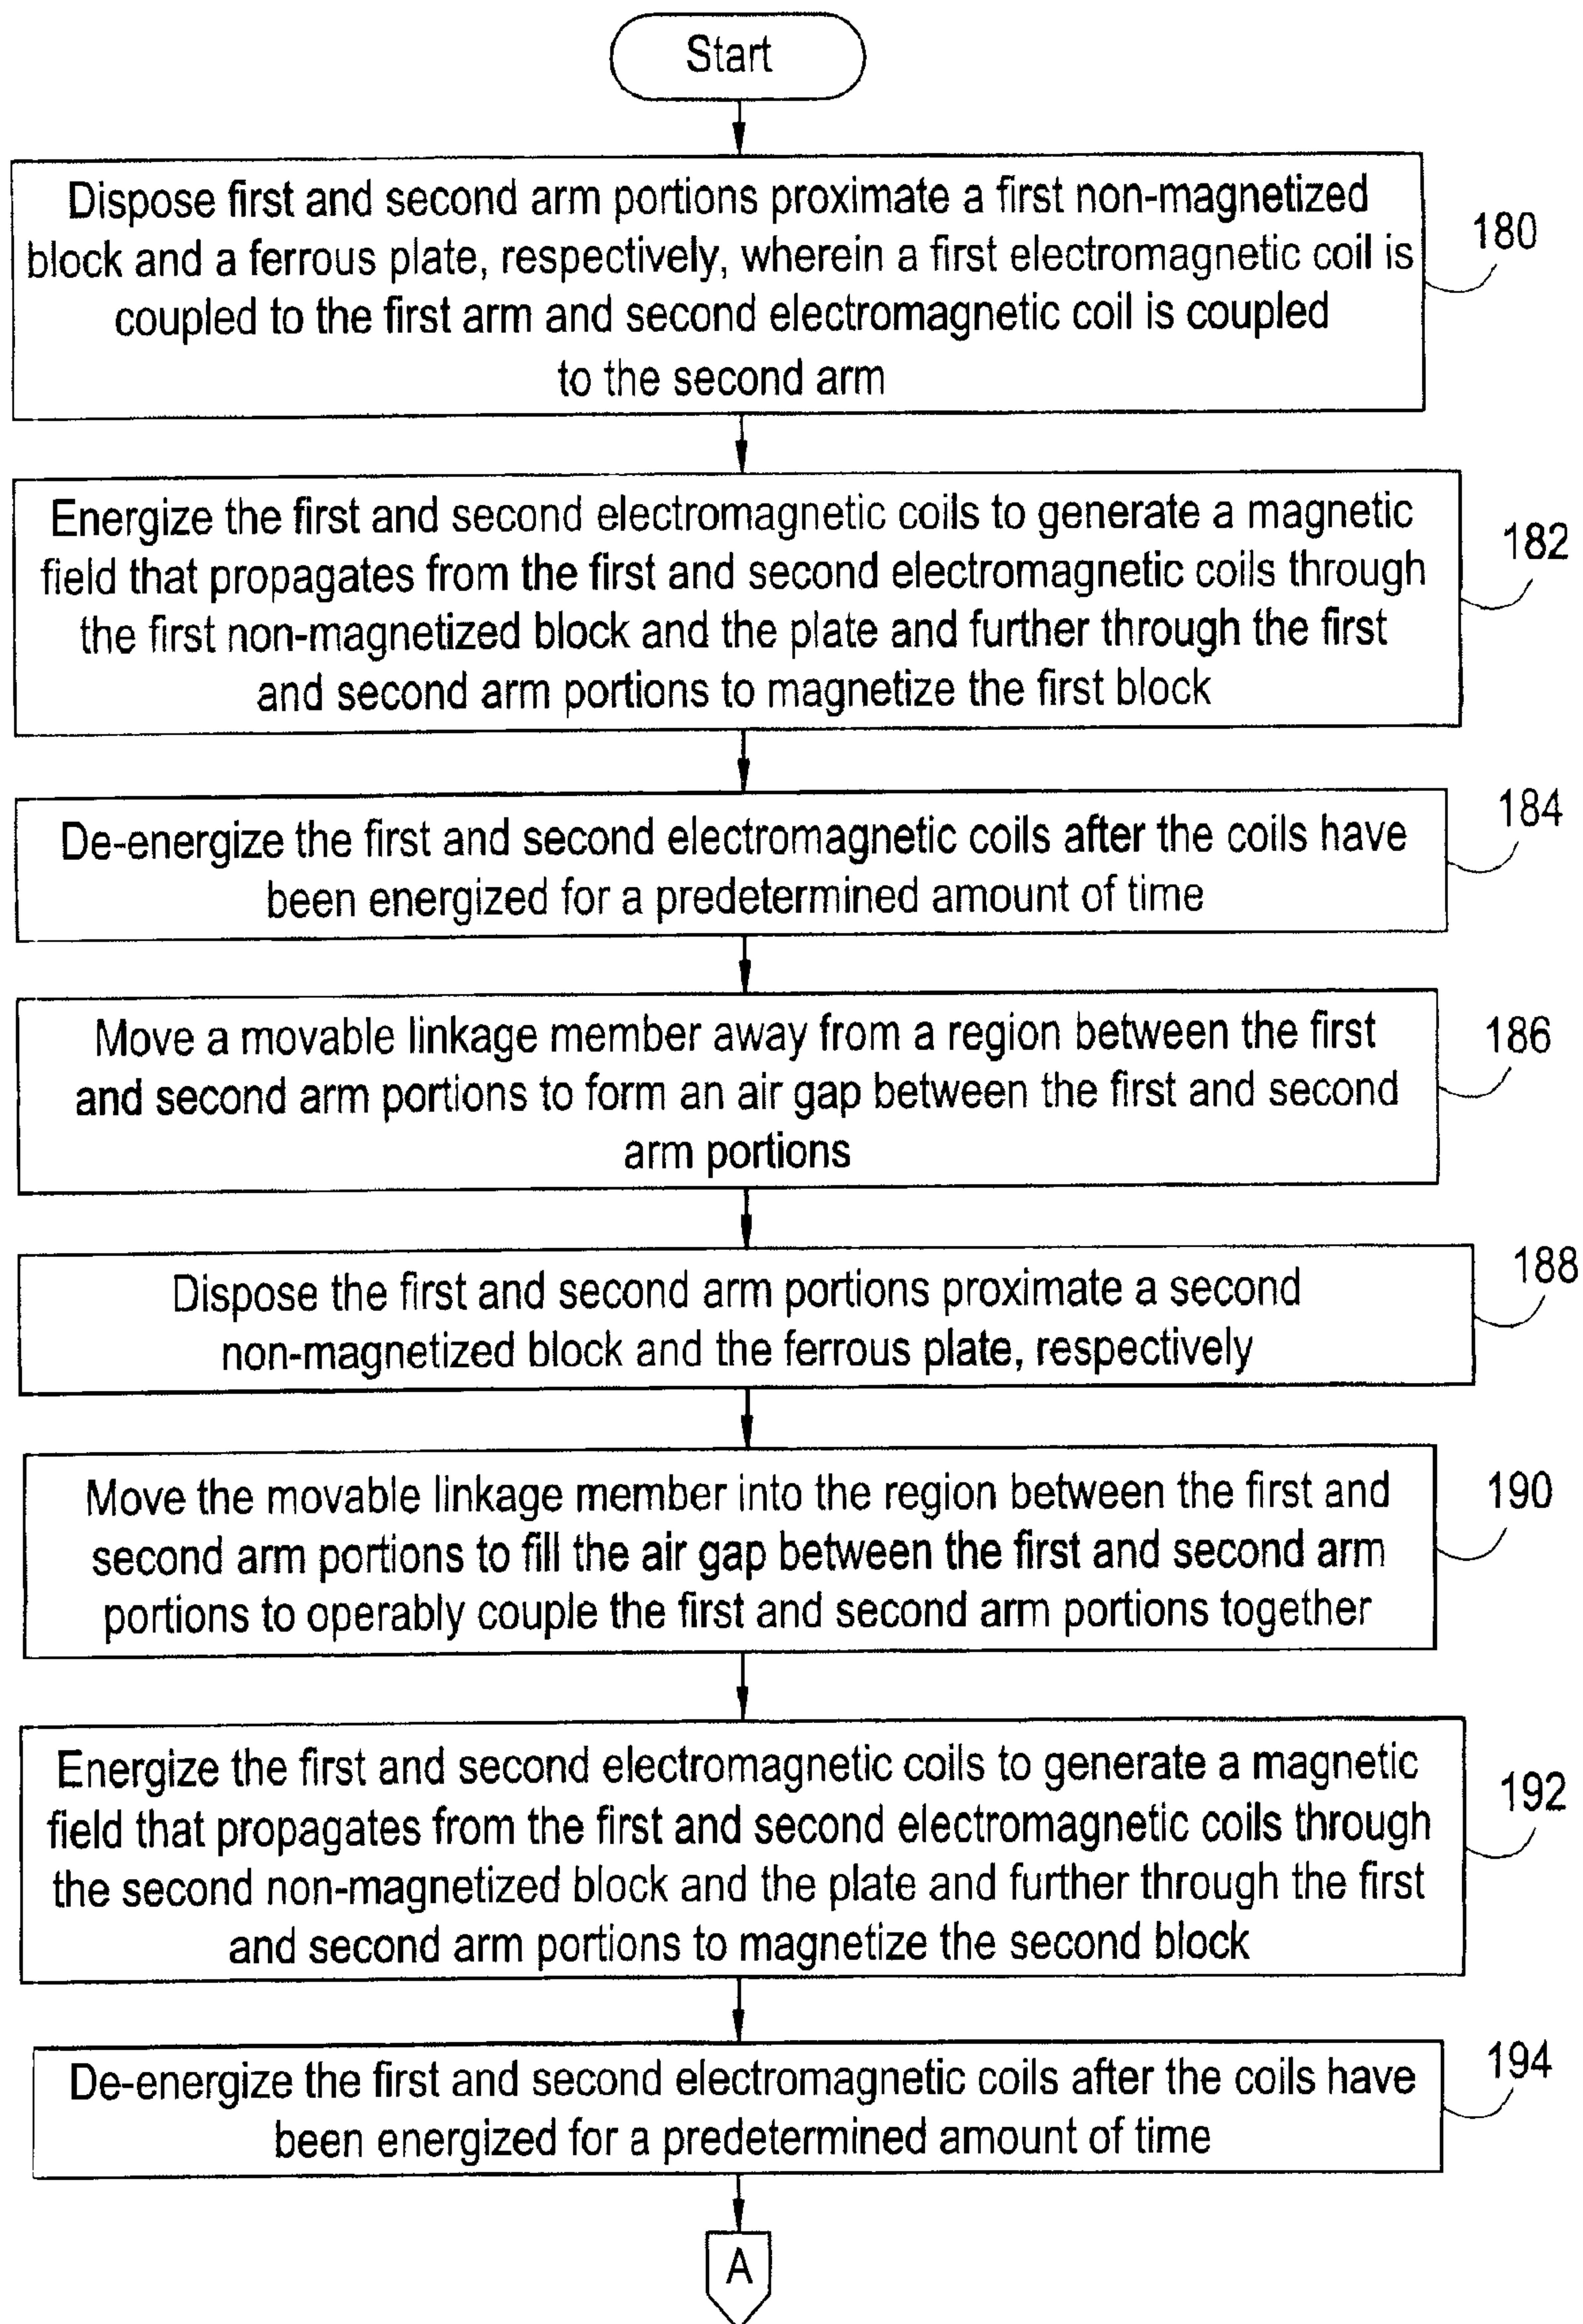 Start
Dispose first and second arm portions proximate a first non-magnetized
block and a ferrous plate, respectively, wherein a first electromagnetic coil is
coupled to the first arm and second electromagnetic coil is coupled
to the second arm
180
Energize the first and second electromagnetic coils to generate a magnetic
field that propagates from the first and second electromagnetic coils through
the first non-magnetized block and the plate and further through the first
and second arm portions to magnetize the first block
182
De-energize the first and second electromagnetic coils after the coils have
been energized for a predetermined amount of time
184
Move a movable linkage member away from a region between the first
and second arm portions to form an air gap between the first and second
arm portions
186
Dispose the first and second arm portions proximate a second
non-magnetized block and the ferrous plate, respectively
188
Move the movable linkage member into the region between the first and
second arm portions to fill the air gap between the first and second arm
portions to operably couple the first and second arm portions together
190
Energize the first and second electromagnetic coils to generate a magnetic
field that propagates from the first and second electromagnetic coils through
the second non-magnetized block and the plate and further through the first
and second arm portions to magnetize the second block
192
De-energize the first and second electromagnetic coils after the coils have
been energized for a predetermined amount of time
194
A